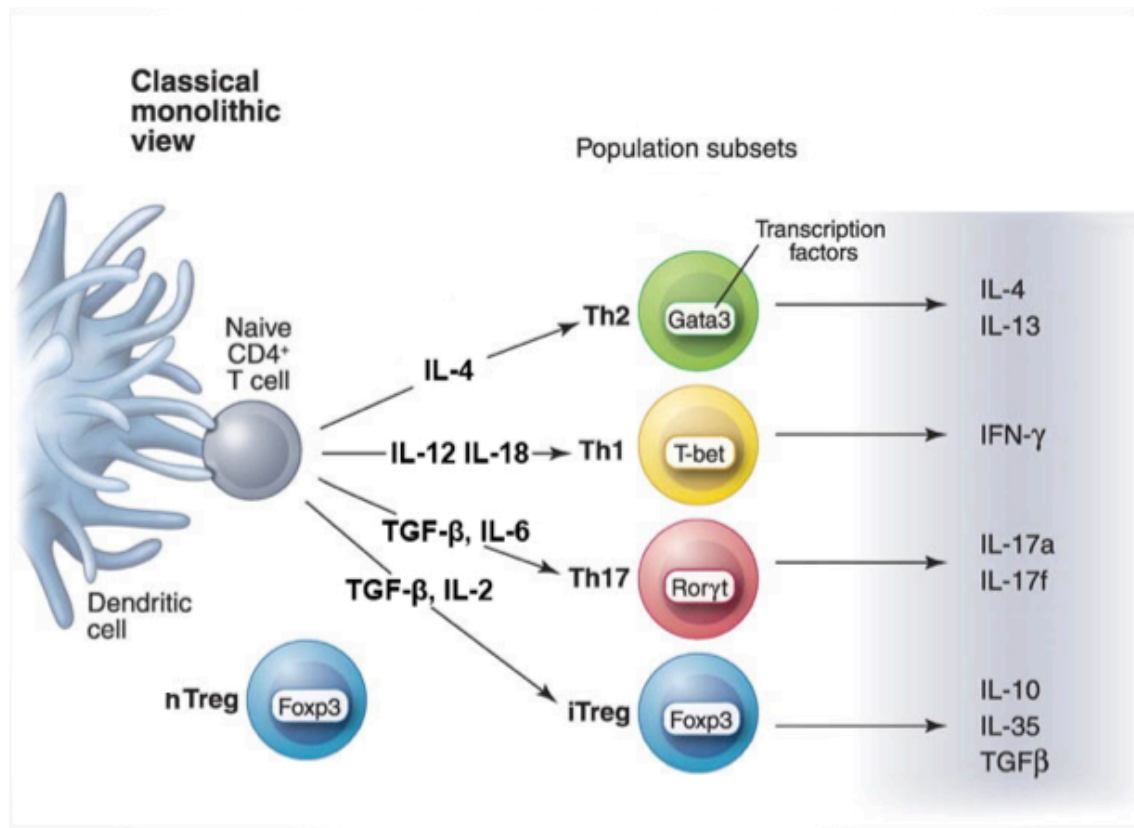 Classical
monolithic
view
Population subsets
Transcription
factors
Naive
CD4⁺
T cell
Dendritic
cell
IL-4
Th2
Gata3
IL-4
IL-13
IL-12 IL-18
Th1
T-bet
IFN-γ
TGF-β, IL-6
Th17
Rorγt
IL-17a
IL-17f
TGF-β, IL-2
iTreg
Foxp3
IL-10
IL-35
TGFβ
nTreg
Foxp3